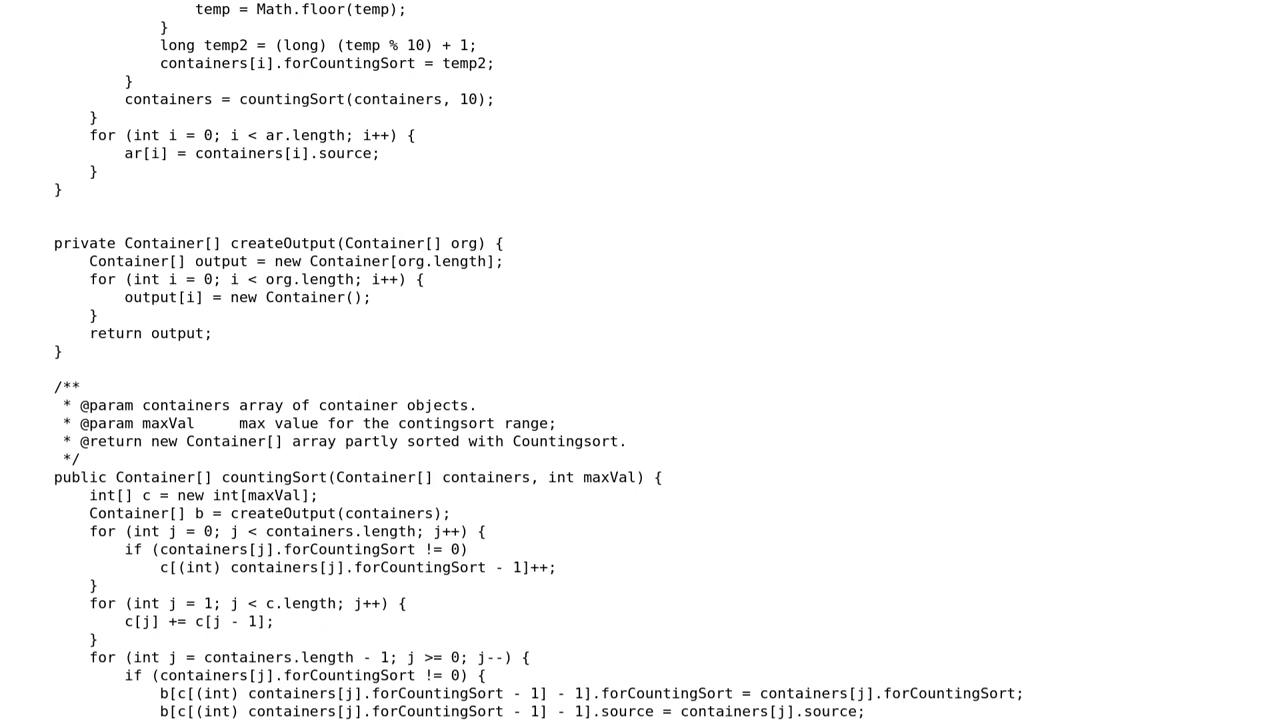 temp = Math.floor(temp);
            }
            long temp2 = (long) (temp % 10) + 1;
            containers[i].forCountingSort = temp2;
        }
        containers = countingSort(containers, 10);
    }
    for (int i = 0; i < ar.length; i++) {
        ar[i] = containers[i].source;
    }
}


private Container[] createOutput(Container[] org) {
    Container[] output = new Container[org.length];
    for (int i = 0; i < org.length; i++) {
        output[i] = new Container();
    }
    return output;
}

/**
 * @param containers array of container objects.
 * @param maxVal     max value for the contingsort range;
 * @return new Container[] array partly sorted with Countingsort.
 */
public Container[] countingSort(Container[] containers, int maxVal) {
    int[] c = new int[maxVal];
    Container[] b = createOutput(containers);
    for (int j = 0; j < containers.length; j++) {
        if (containers[j].forCountingSort != 0)
            c[(int) containers[j].forCountingSort - 1]++;
    }
    for (int j = 1; j < c.length; j++) {
        c[j] += c[j - 1];
    }
    for (int j = containers.length - 1; j >= 0; j--) {
        if (containers[j].forCountingSort != 0) {
            b[c[(int) containers[j].forCountingSort - 1] - 1].forCountingSort = containers[j].forCountingSort;
            b[c[(int) containers[j].forCountingSort - 1] - 1].source = containers[j].source;